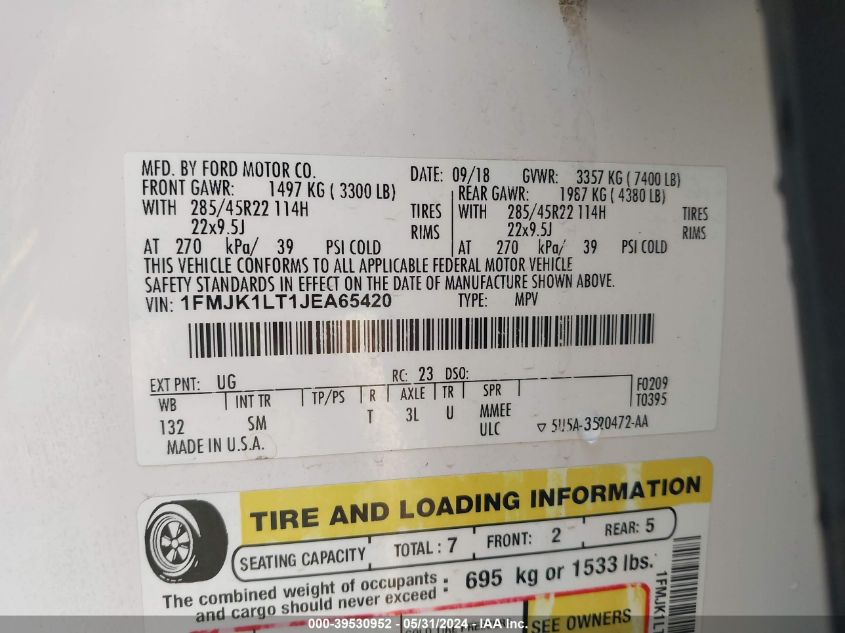 MFD. BY FORD MOTOR CO. DATE: 09/18 GVWR: 3357 KG ( 7400 LB)
FRONT GAWR: 1497 KG ( 3300 LB) REAR GAWR: 1987 KG ( 4380 LB)
WITH 285/45R22 114H TIRES WITH 285/45R22 114H TIRES
22x9.5J RIMS 22x9.5J RIMS
AT 270 kPa/ 39 PSI COLD AT 270 kPa/ 39 PSI COLD
THIS VEHICLE CONFORMS TO ALL APPLICABLE FEDERAL MOTOR VEHICLE
SAFETY STANDARDS IN EFFECT ON THE DATE OF MANUFACTURE SHOWN ABOVE.
VIN: 1FMJK1LT1JEA65420 TYPE: MPV
EXT PNT: UG RC: 23 DSO: F0209
WB INT TR TP/PS R AXLE TR SPR T0395
132 SM T 3L U MMEE
ULC
MADE IN U.S.A. 5U5A-3520472-AA
TIRE AND LOADING INFORMATION
SEATING CAPACITY TOTAL : 7 FRONT: 2 REAR: 5
The combined weight of occupants
and cargo should never exceed : 695 kg or 1533 lbs.
SEE OWNERS
1FMJK1LT
000-39530952 - 05/31/2024 - IAA Inc.